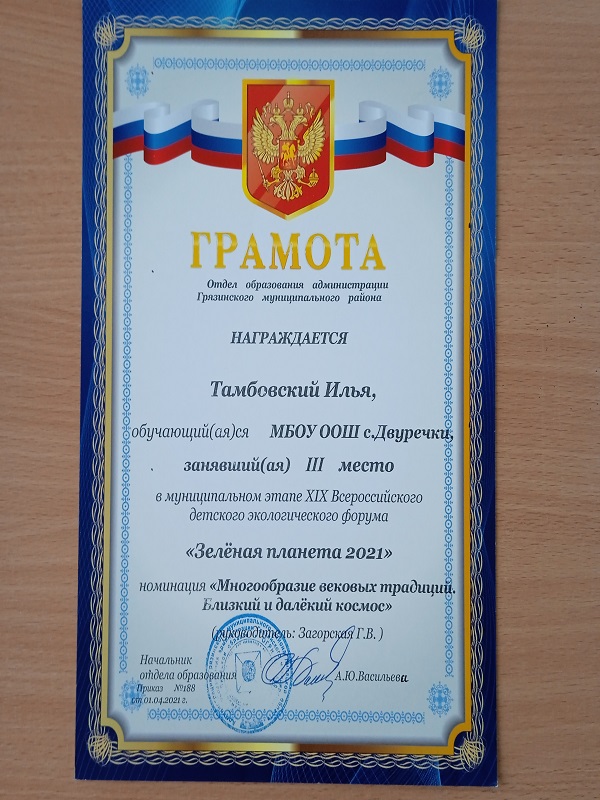 ГРАМОТА
Отдел образования администрации
Грязинского муниципального района
НАГРАЖДАЕТСЯ
Тамбовский Илья,
обучающий(ая)ся МБОУ ООШ с.Двуречки,
занявший(ая) III место
в муниципальном этапе XIX Всероссийского
детского экологического форума
«Зелёная планета 2021»
номинация «Многообразие вековых традиций.
Близкий и далёкий космос»
(руководитель: Загорская Г.В. )
Начальник
отдела образования А.Ю.Васильева
Приказ №188
от.01.04.2021 г.